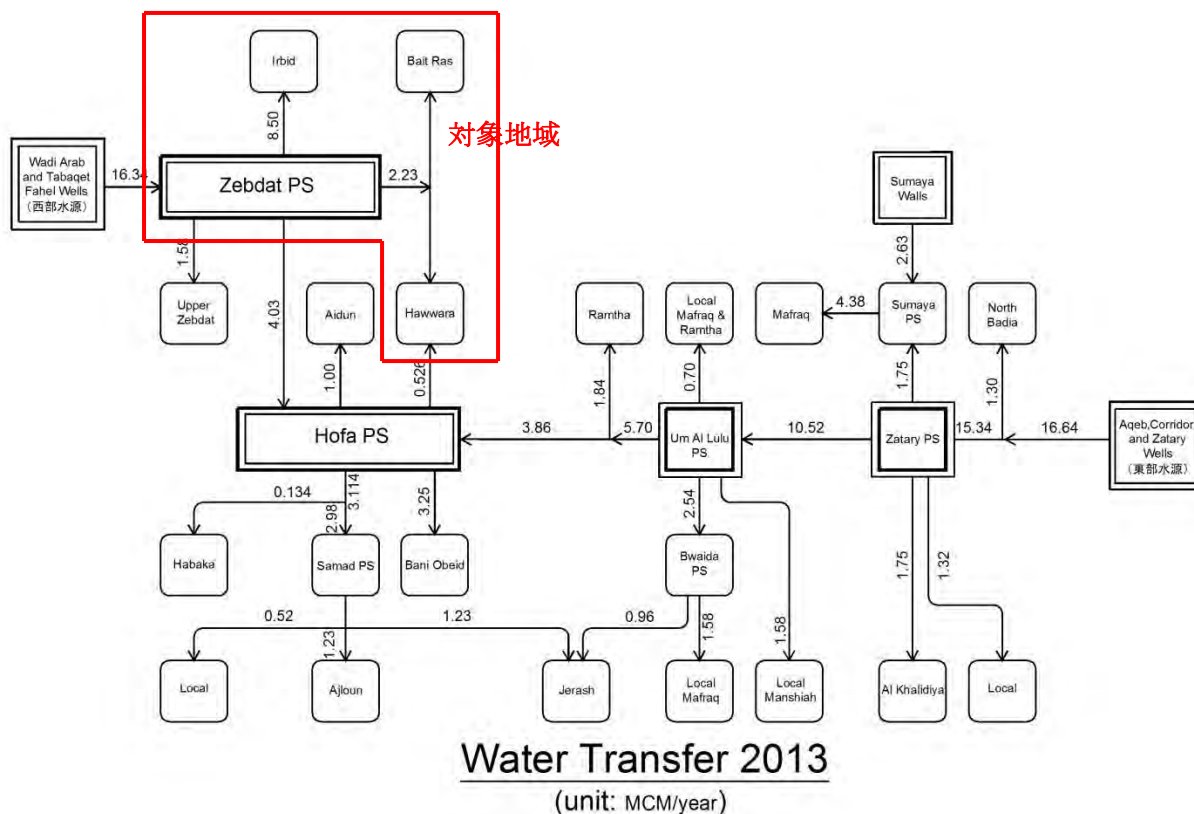 Irbid
Bait Ras
対象地域
8.50
Wadi Arab
and Tabaqet
Fahel Wells
（西部水源）
16.34
Zebdat PS
2.23
Sumaya
Walls
1.58
2.63
4.03
Upper
Zebdat
Aidun
Hawwara
Ramtha
Local
Mafraq &
Ramtha
Mafraq
4.38
Sumaya
PS
North
Badia
1.00
0.526
1.84
0.70
1.75
1.30
Hofa PS
3.86
5.70
Um Al Lulu
PS
10.52
Zatary PS
15.34
16.64
Aqeb,Corridor
and Zatary
Wells
（東部水源）
0.134
2.98
3.114
3.25
2.54
1.75
1.32
Habaka
Samad PS
Bani Obeid
Bwaida
PS
0.52
1.23
1.23
0.96
1.58
1.58
Local
Ajloun
Jerash
Local
Mafraq
Local
Manshiah
Al Khalidiya
Local
Water Transfer 2013
(unit: MCM/year)